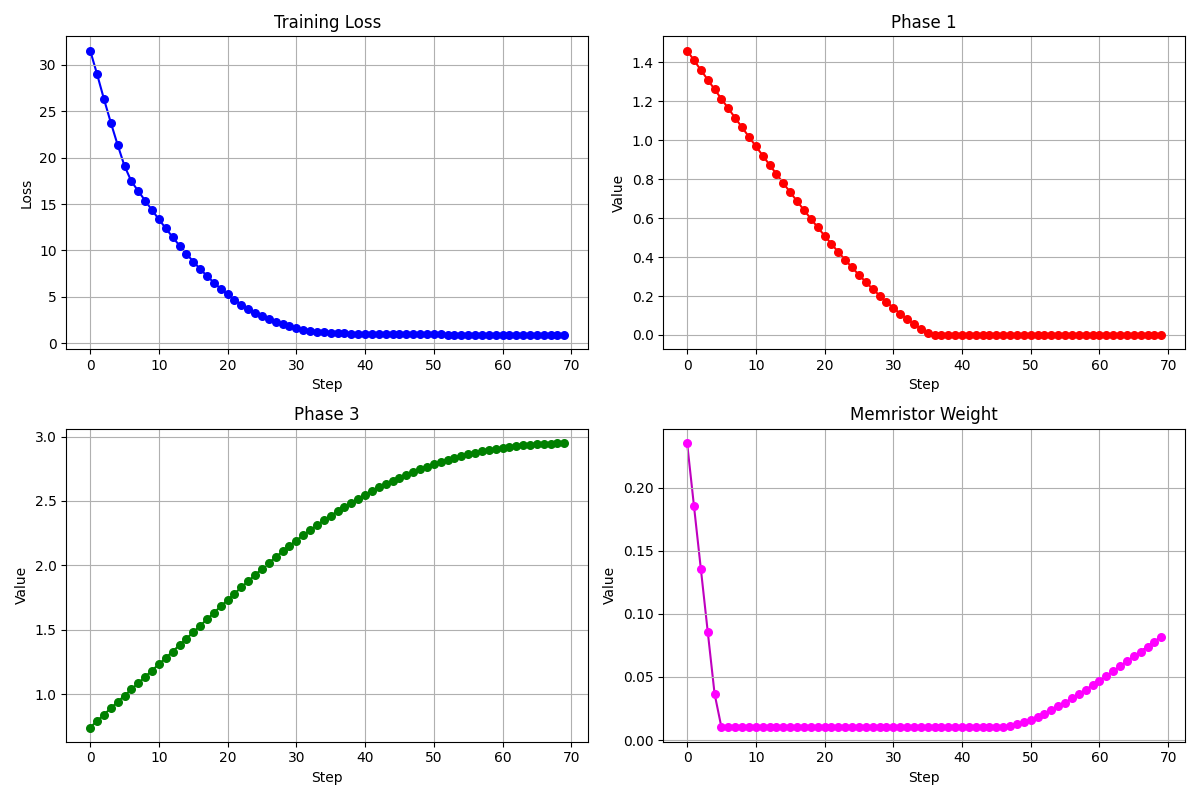 Training Loss
Loss
30
25
20
15
10
5
0
0 10 20 30 40 50 60 70
Step
Phase 1
Value
1.4
1.2
1.0
0.8
0.6
0.4
0.2
0.0
0 10 20 30 40 50 60 70
Step
Phase 3
Value
3.0
2.5
2.0
1.5
1.0
0 10 20 30 40 50 60 70
Step
Memristor Weight
Value
0.20
0.15
0.10
0.05
0.00
0 10 20 30 40 50 60 70
Step